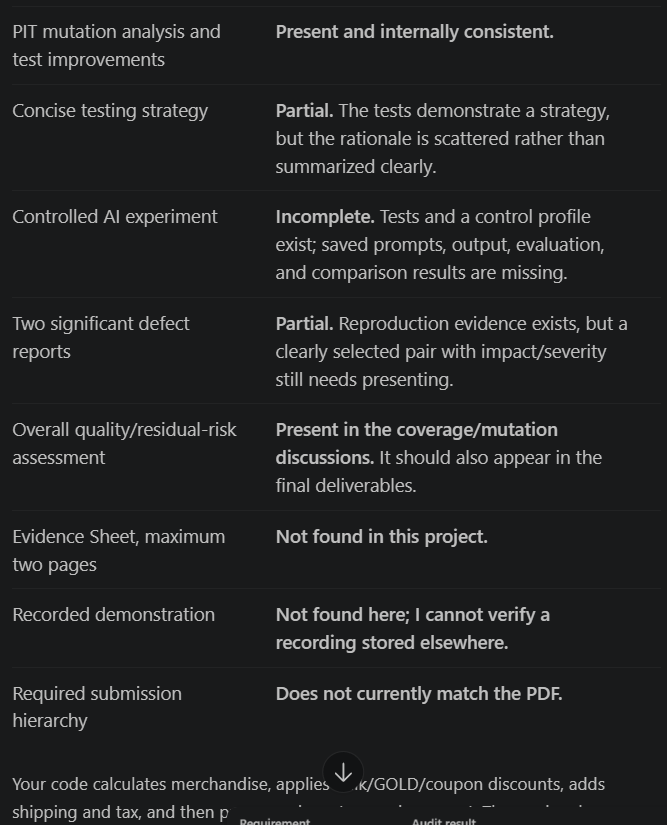 PIT mutation analysis and
test improvements
Present and internally consistent.
Concise testing strategy
Partial. The tests demonstrate a strategy,
but the rationale is scattered rather than
summarized clearly.
Controlled AI experiment
Incomplete. Tests and a control profile
exist; saved prompts, output, evaluation,
and comparison results are missing.
Two significant defect
reports
Partial. Reproduction evidence exists, but a
clearly selected pair with impact/severity
still needs presenting.
Overall quality/residual-risk
assessment
Present in the coverage/mutation
discussions. It should also appear in the
final deliverables.
Evidence Sheet, maximum
two pages
Not found in this project.
Recorded demonstration
Not found here; I cannot verify a
recording stored elsewhere.
Required submission
hierarchy
Does not currently match the PDF.
Your code calculates merchandise, applies /GOLD/coupon discounts, adds
shipping and tax, and then
Requirement
Audit result